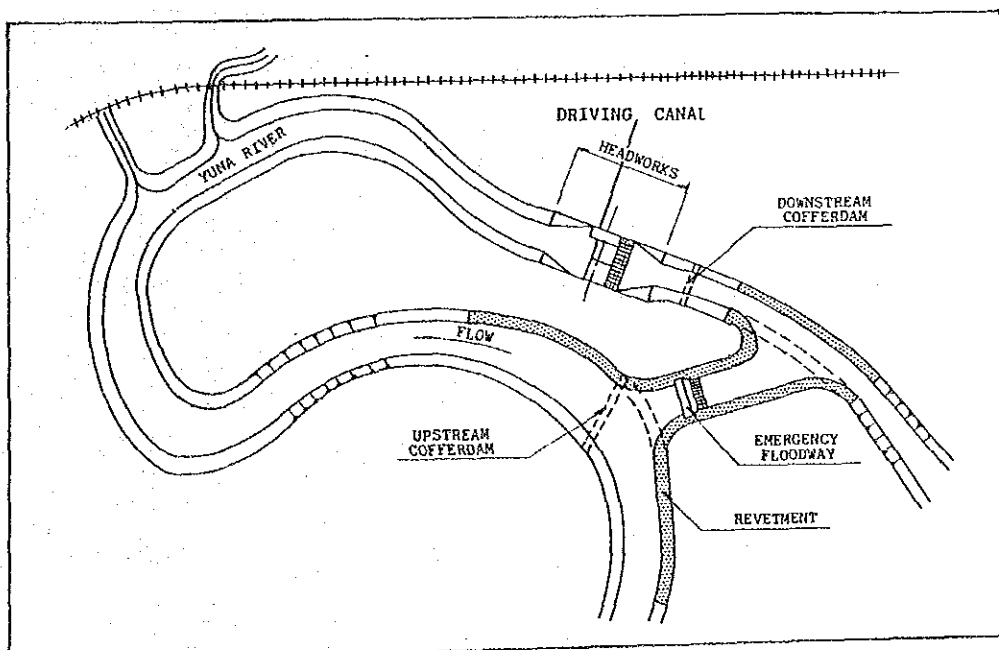 DRIVING CANAL
HEADWORKS
YUNA RIVER
DOWNSTREAM
COFFERDAM
FLOW
UPSTREAM
COFFERDAM
EMERGENCY
FLOODWAY
REVETMENT